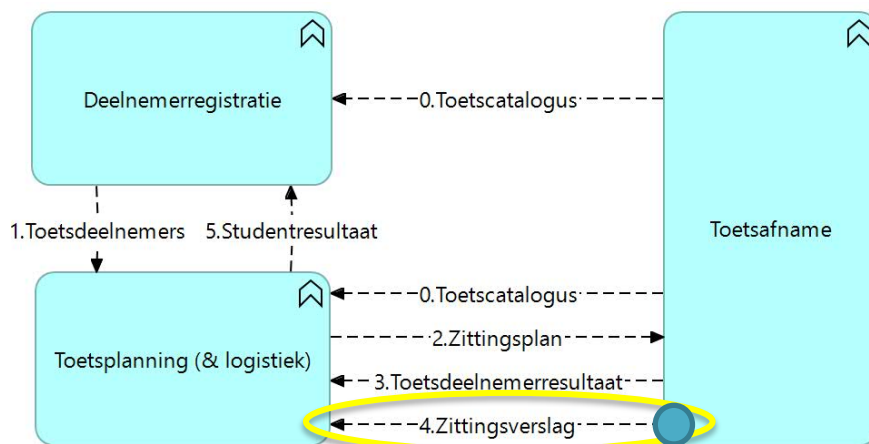 Deelnemerregistratie
0.Toetscatalogus
1.Toetsdeelnemers
5.Studentresultaat
Toetsafname
Toetsplanning (& logistiek)
0.Toetscatalogus
2.Zittingsplan
3.Toetsdeelnemerresultaat
4.Zittingsverslag